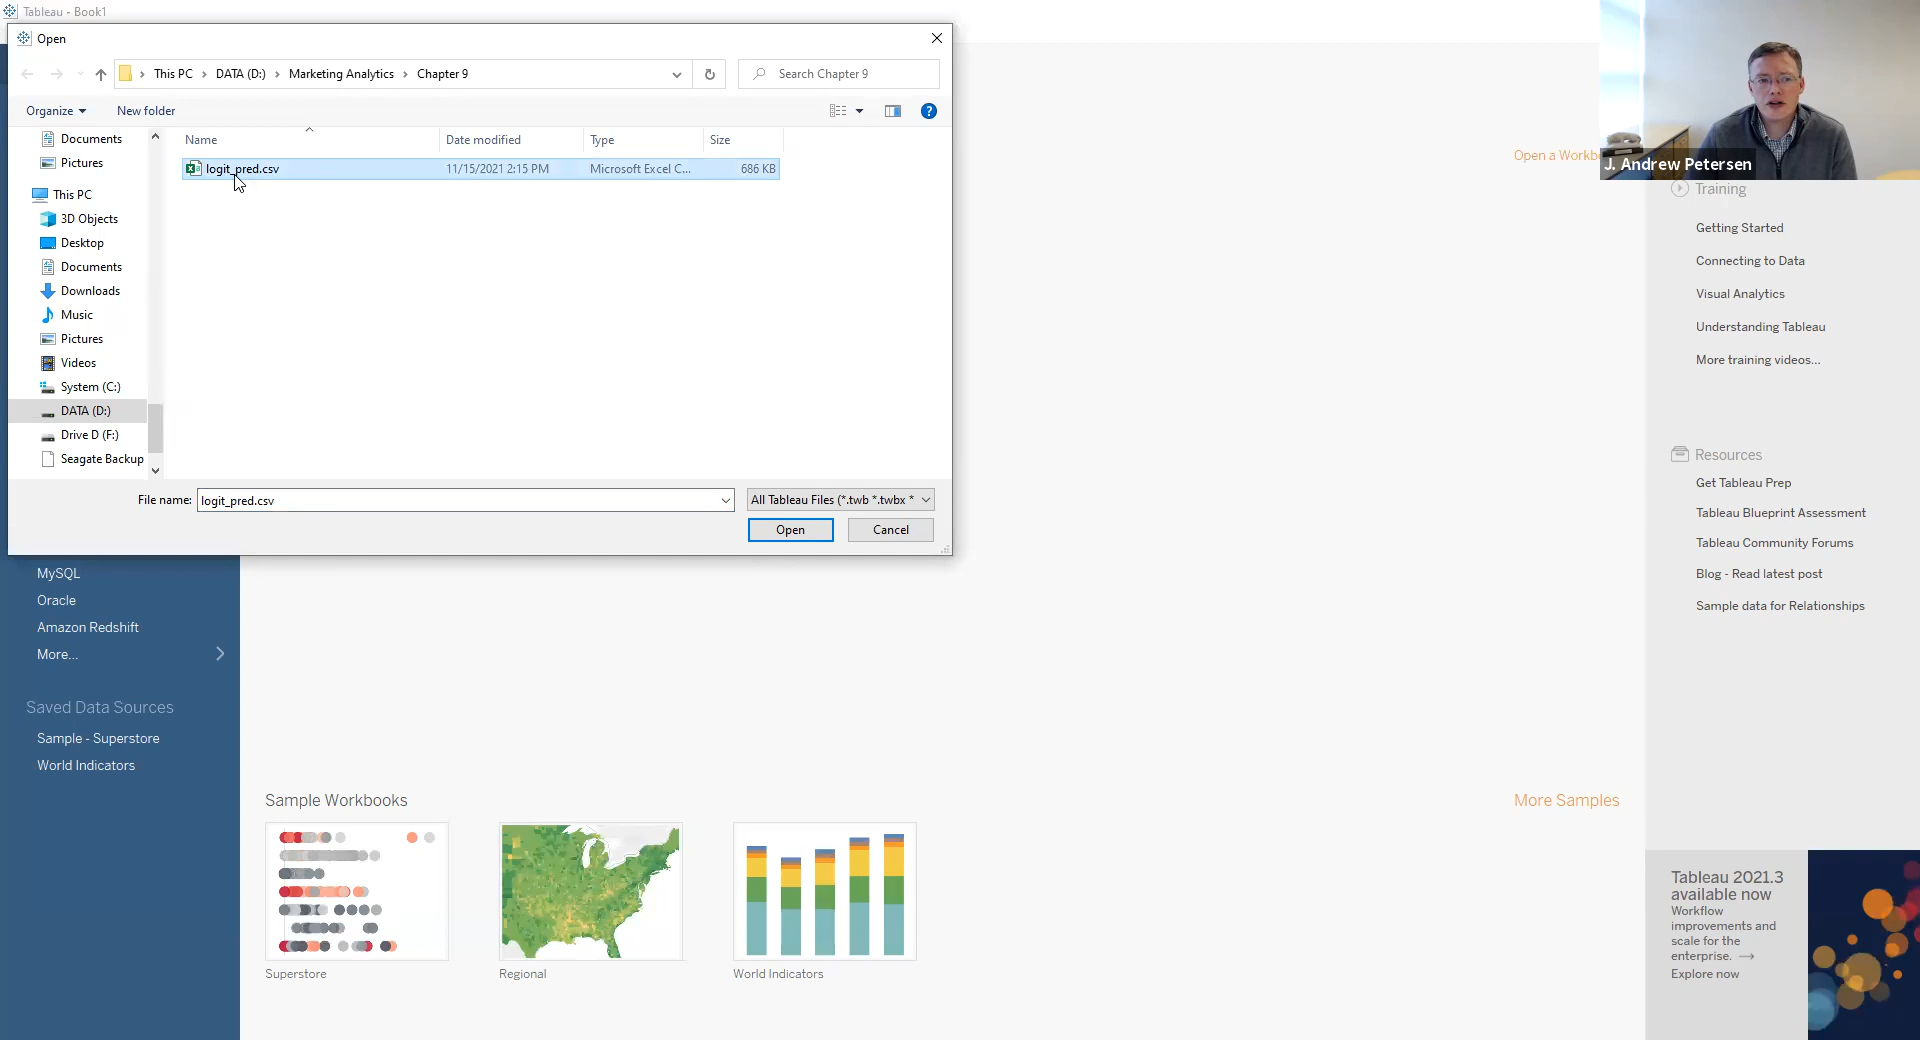 Tableau - Book1
Open
This PC
DATA (D:)
Marketing Analytics
Chapter 9
Search Chapter 9
Organize
New folder
Name
Date modified
Type
Size
logit_pred.csv
11/15/2021 2:15 PM
Microsoft Excel C...
686 KB
Documents
Pictures
This PC
3D Objects
Desktop
Documents
Downloads
Music
Pictures
Videos
System (C:)
DATA (D:)
Drive D (F:)
Seagate Backup
File name:
logit_pred.csv
All Tableau Files (*.twb *.twbx *
Open
Cancel
MySQL
Oracle
Amazon Redshift
More...
Saved Data Sources
Sample - Superstore
World Indicators
Open a Workb
J. Andrew Petersen
Training
Getting Started
Connecting to Data
Visual Analytics
Understanding Tableau
More training videos...
Resources
Get Tableau Prep
Tableau Blueprint Assessment
Tableau Community Forums
Blog - Read latest post
Sample data for Relationships
Sample Workbooks
More Samples
Superstore
Regional
World Indicators
Tableau 2021.3
available now
Workflow
improvements and
scale for the
enterprise. →
Explore now